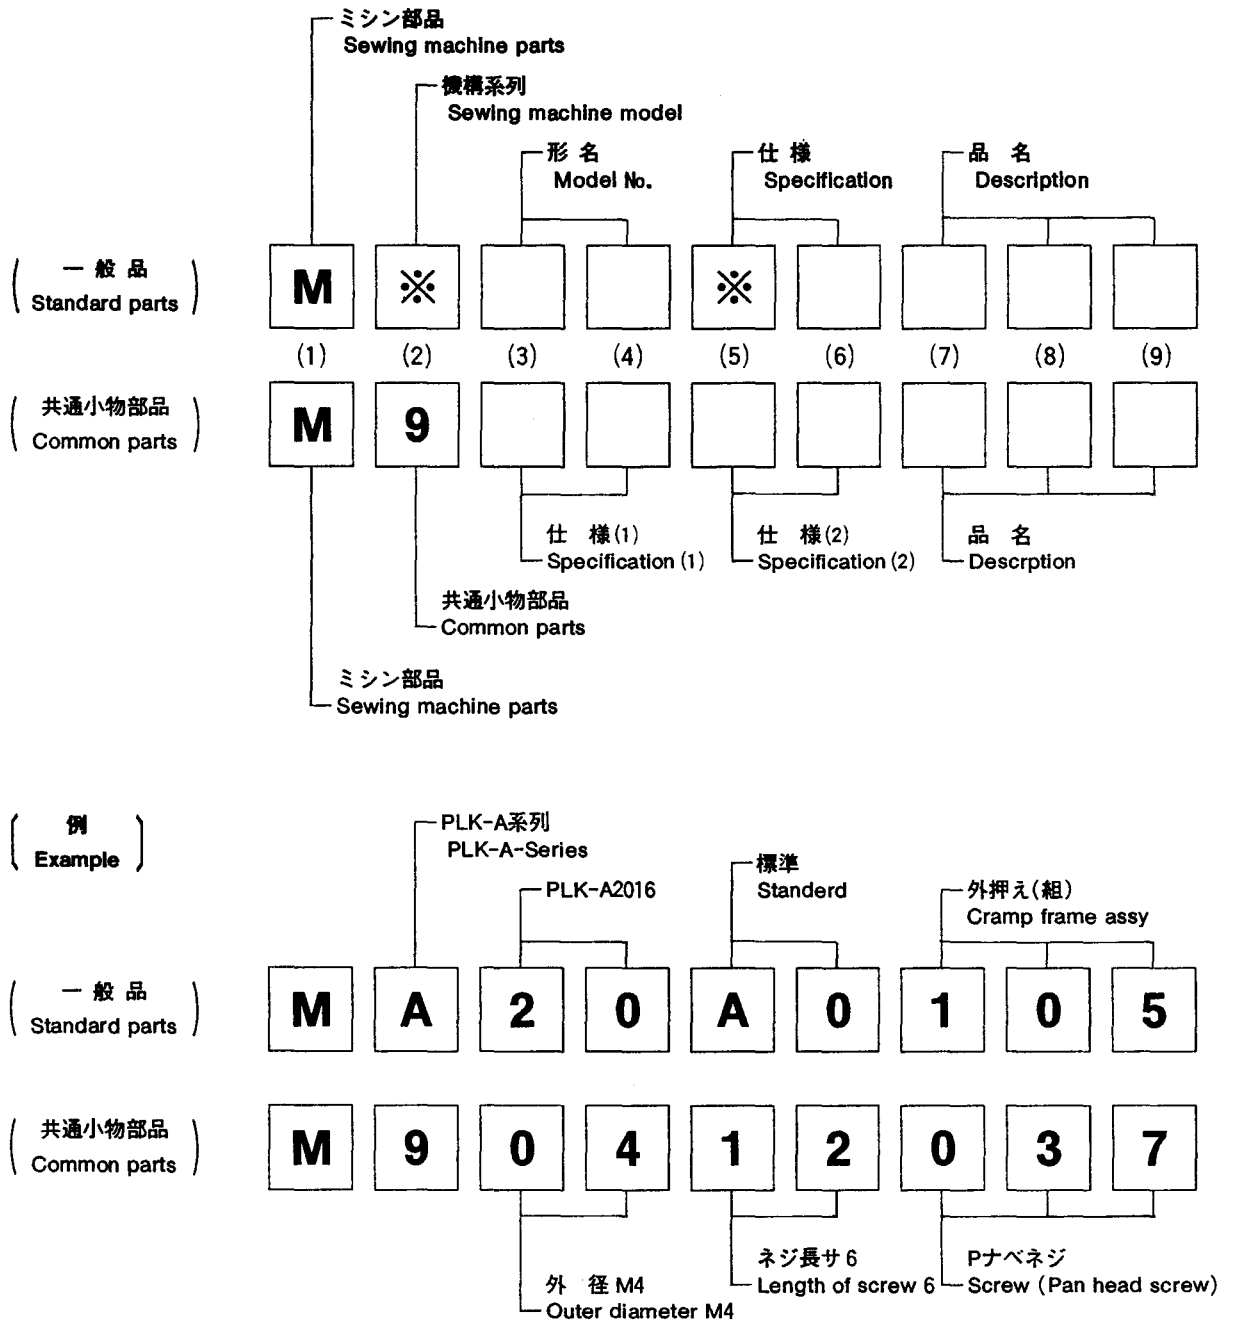 ミシン部品
Sewing machine parts
機構系列
Sewing machine model
形 名
Model No.
仕 様
Specification
品 名
Description
一 般 品
Standard parts
M ※ ※
(1) (2) (3) (4) (5) (6) (7) (8) (9)
共通小物部品
Common parts
M 9
仕 様(1)
Specification (1)
仕 様(2)
Specification (2)
品 名
Descrption
共通小物部品
Common parts
ミシン部品
Sewing machine parts
例
Example
PLK-A系列
PLK-A-Series
PLK-A2016
標準
Standerd
外押え(組)
Cramp frame assy
一 般 品
Standard parts
M A 2 0 A 0 1 0 5
共通小物部品
Common parts
M 9 0 4 1 2 0 3 7
外 径 M4
Outer diameter M4
ネジ長サ 6
Length of screw 6
Pナベネジ
Screw (Pan head screw)